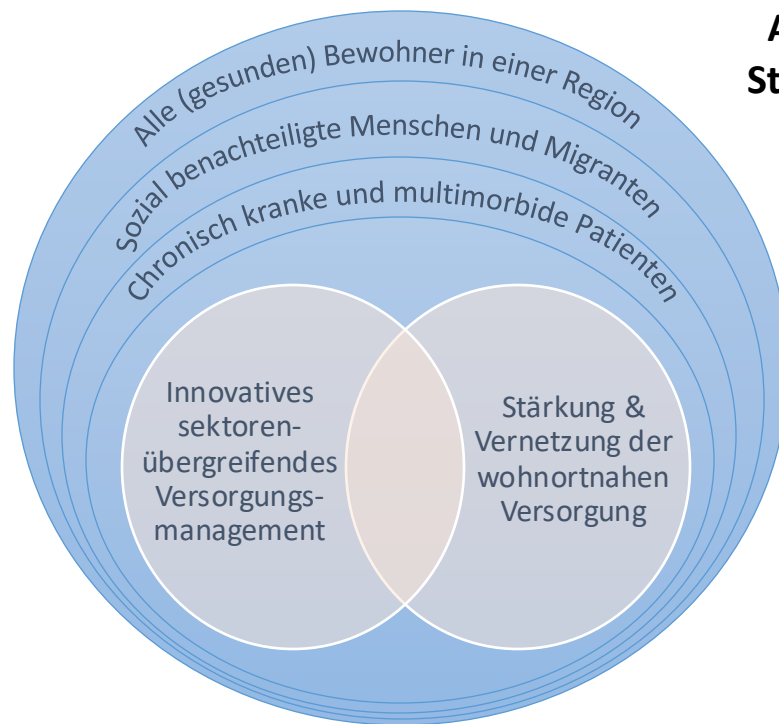 A
St
Alle (gesunden) Bewohner in einer Region
Sozial benachteiligte Menschen und Migranten
Chronisch kranke und multimorbide Patienten
Innovatives
sektoren-
übergreifendes
Versorgungs-
management
Stärkung &
Vernetzung der
wohnortnahen
Versorgung